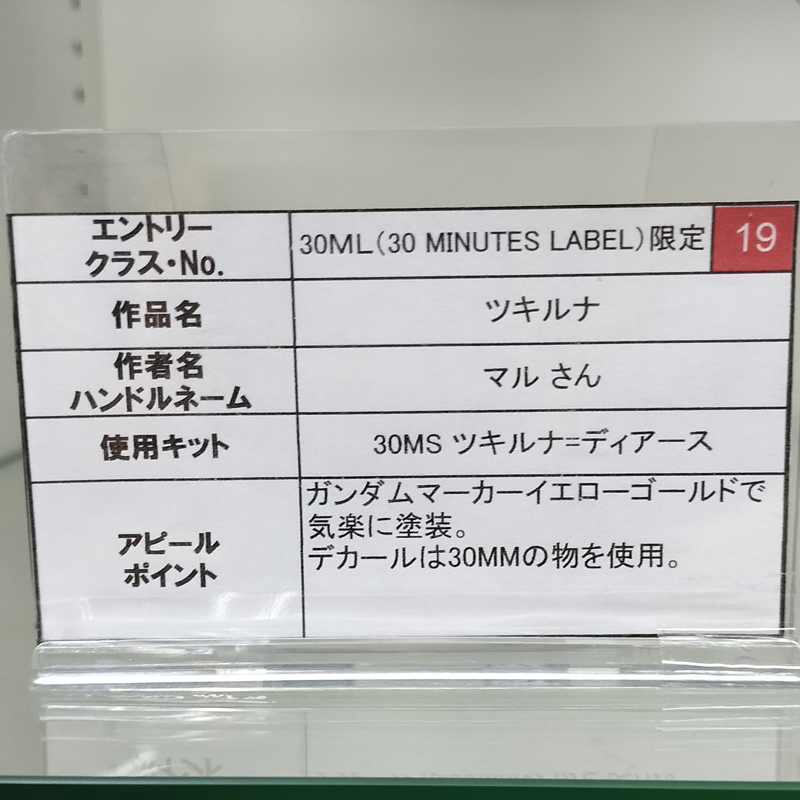 エントリー
クラス・No.
30ML(30 MINUTES LABEL)限定
19
作品名
ツキルナ
作者名
ハンドルネーム
マル さん
使用キット
30MS ツキルナ=ディアース
アピール
ポイント
ガンダムマーカーイエローゴールドで
気楽に塗装。
デカールは30MMの物を使用。